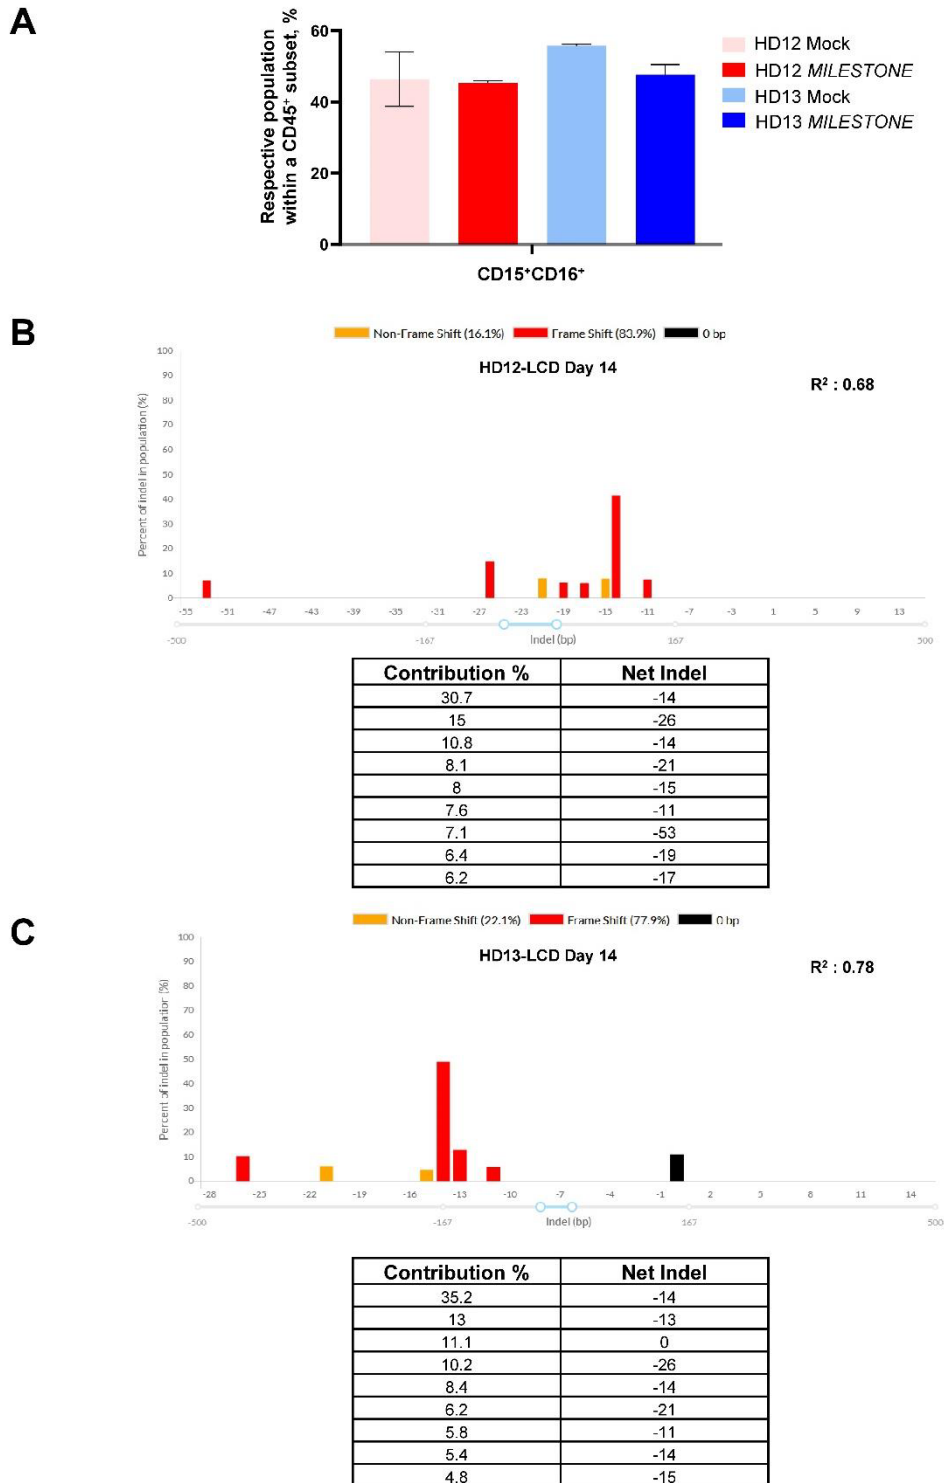 A
Respective population
within a CD45⁺ subset, %
60
40
20
0
CD15⁺CD16⁺
HD12 Mock
HD12 MILESTONE
HD13 Mock
HD13 MILESTONE
B
Non-Frame Shift (16.1%) Frame Shift (83.9%) 0 bp
HD12-LCD Day 14
R² : 0.68
Percent of indel in population (%)
100
90
80
70
60
50
40
30
20
10
0
-55 -51 -47 -43 -39 -35 -31 -27 -23 -19 -15 -11 -7 -3 1 5 9 13
Indel (bp)
-500 -167 167 500
Contribution % Net Indel
30.7 -14
15 -26
10.8 -14
8.1 -21
8 -15
7.6 -11
7.1 -53
6.4 -19
6.2 -17
C
Non-Frame Shift (22.1%) Frame Shift (77.9%) 0 bp
HD13-LCD Day 14
R² : 0.78
Percent of indel in population (%)
100
90
80
70
60
50
40
30
20
10
0
-28 -25 -22 -19 -16 -13 -10 -7 -4 -1 2 5 8 11 14
Indel (bp)
-500 -167 167 500
Contribution % Net Indel
35.2 -14
13 -13
11.1 0
10.2 -26
8.4 -14
6.2 -21
5.8 -11
5.4 -14
4.8 -15